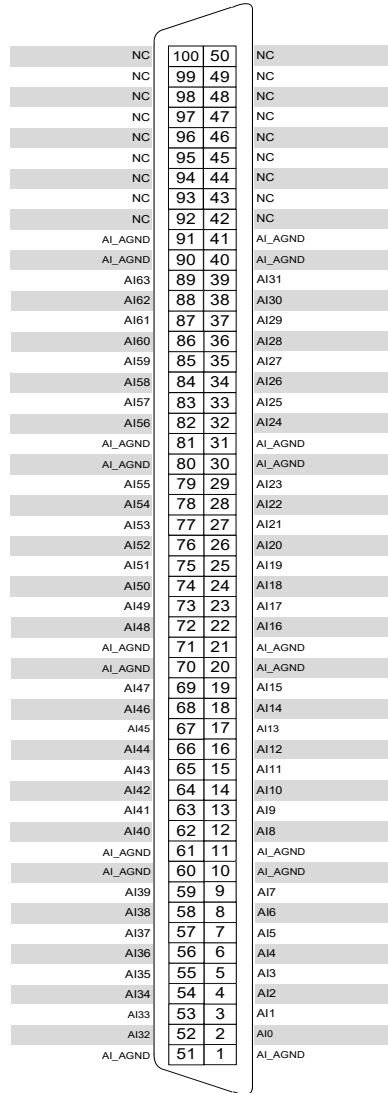 NC 100 50 NC
NC 99 49 NC
NC 98 48 NC
NC 97 47 NC
NC 96 46 NC
NC 95 45 NC
NC 94 44 NC
NC 93 43 NC
NC 92 42 NC
AI_AGND 91 41 AI_AGND
AI_AGND 90 40 AI_AGND
AI63 89 39 AI31
AI62 88 38 AI30
AI61 87 37 AI29
AI60 86 36 AI28
AI59 85 35 AI27
AI58 84 34 AI26
AI57 83 33 AI25
AI56 82 32 AI24
AI_AGND 81 31 AI_AGND
AI_AGND 80 30 AI_AGND
AI55 79 29 AI23
AI54 78 28 AI22
AI53 77 27 AI21
AI52 76 26 AI20
AI51 75 25 AI19
AI50 74 24 AI18
AI49 73 23 AI17
AI48 72 22 AI16
AI_AGND 71 21 AI_AGND
AI_AGND 70 20 AI_AGND
AI47 69 19 AI15
AI46 68 18 AI14
AI45 67 17 AI13
AI44 66 16 AI12
AI43 65 15 AI11
AI42 64 14 AI10
AI41 63 13 AI9
AI40 62 12 AI8
AI_AGND 61 11 AI_AGND
AI_AGND 60 10 AI_AGND
AI39 59 9 AI7
AI38 58 8 AI6
AI37 57 7 AI5
AI36 56 6 AI4
AI35 55 5 AI3
AI34 54 4 AI2
AI33 53 3 AI1
AI32 52 2 AI0
AI_AGND 51 1 AI_AGND